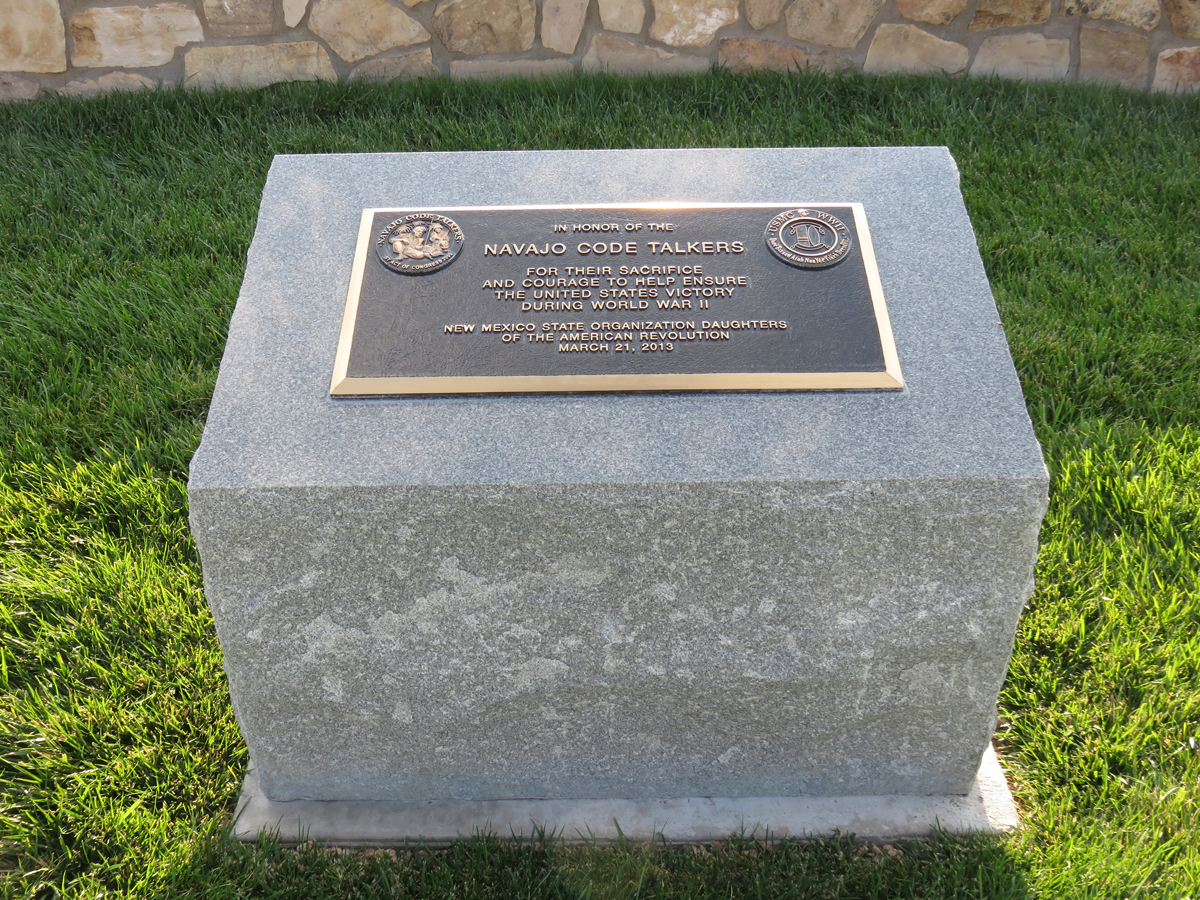 NAVAJO CODE TALKERS
IN HONOR OF THE
NAVAJO CODE TALKERS
FOR THEIR SACRIFICE
AND COURAGE TO HELP ENSURE
THE UNITED STATES VICTORY
DURING WORLD WAR II
NEW MEXICO STATE ORGANIZATION DAUGHTERS
OF THE AMERICAN REVOLUTION
MARCH 21, 2013
USMC WWII